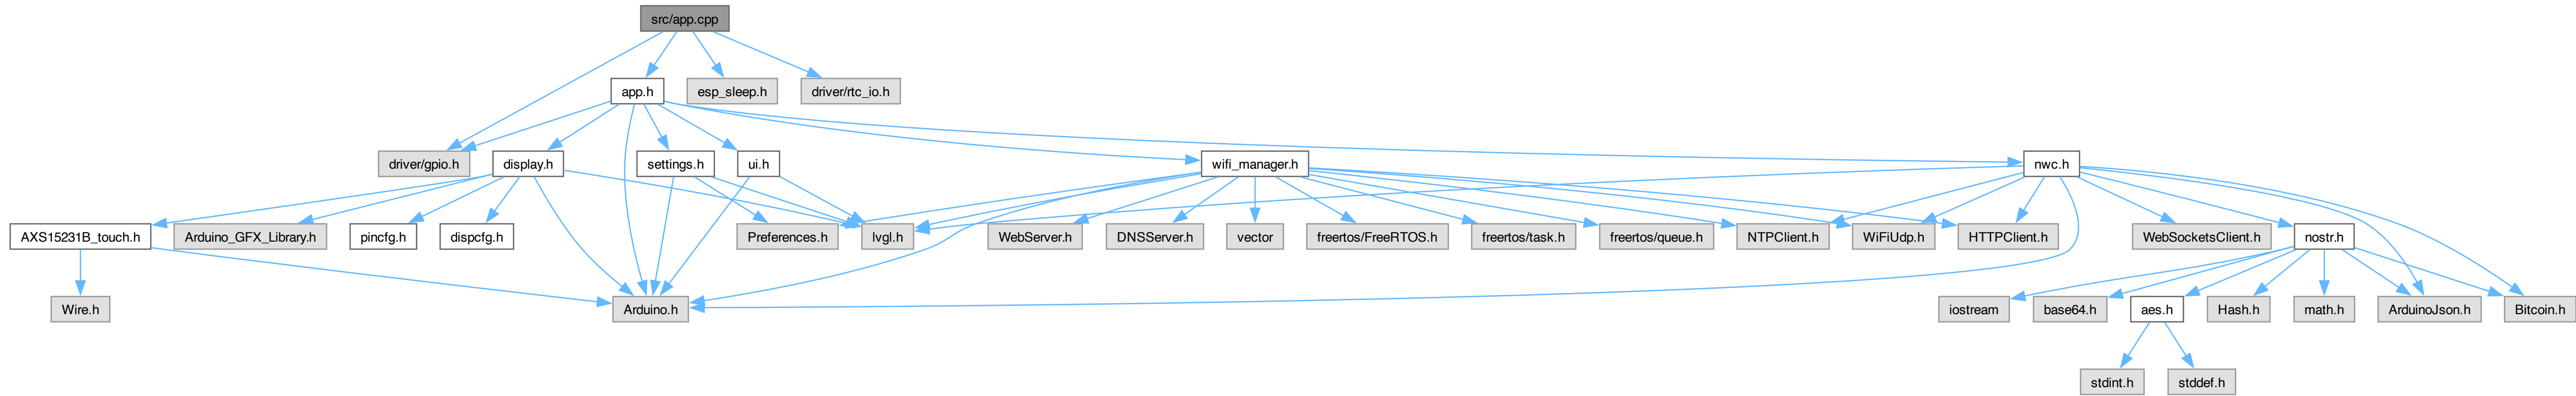 src/app.cpp
app.h
esp_sleep.h
driver/rtc_io.h
driver/gpio.h
display.h
settings.h
ui.h
wifi_manager.h
nwc.h
AXS15231B_touch.h
Arduino_GFX_Library.h
pincfg.h
dispcfg.h
Preferences.h
lvgl.h
WebServer.h
DNSServer.h
vector
freertos/FreeRTOS.h
freertos/task.h
freertos/queue.h
NTPClient.h
WiFiUdp.h
HTTPClient.h
WebSocketsClient.h
nostr.h
Wire.h
Arduino.h
iostream
base64.h
aes.h
Hash.h
math.h
ArduinoJson.h
Bitcoin.h
stdint.h
stddef.h